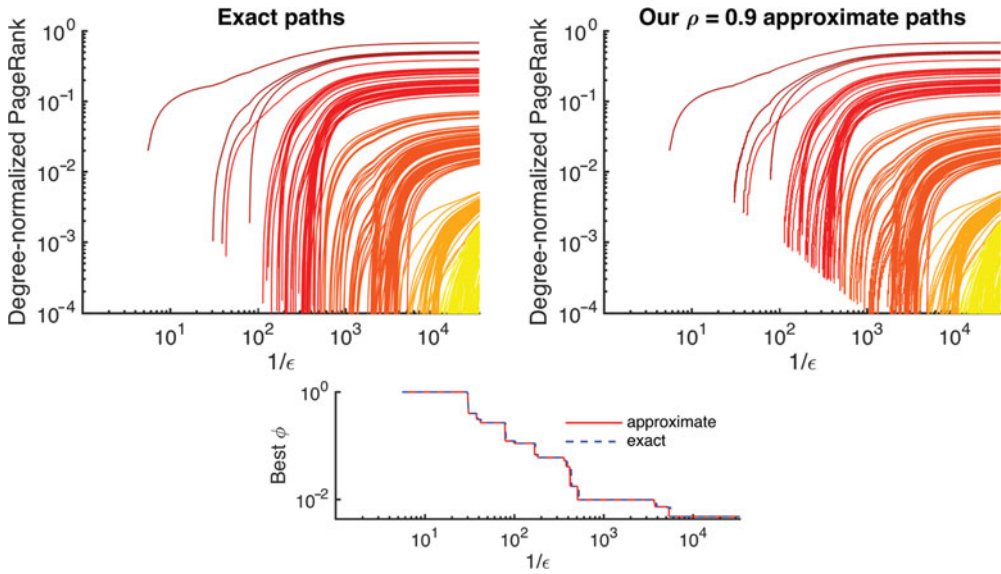 Exact paths
Degree-normalized PageRank
10^0
10^-1
10^-2
10^-3
10^-4
10^1
10^2
10^3
10^4
1/ϵ
Our ρ = 0.9 approximate paths
Degree-normalized PageRank
10^0
10^-1
10^-2
10^-3
10^-4
10^1
10^2
10^3
10^4
1/ϵ
Best ϕ
10^0
10^-2
approximate
exact
10^1
10^2
10^3
10^4
1/ϵ